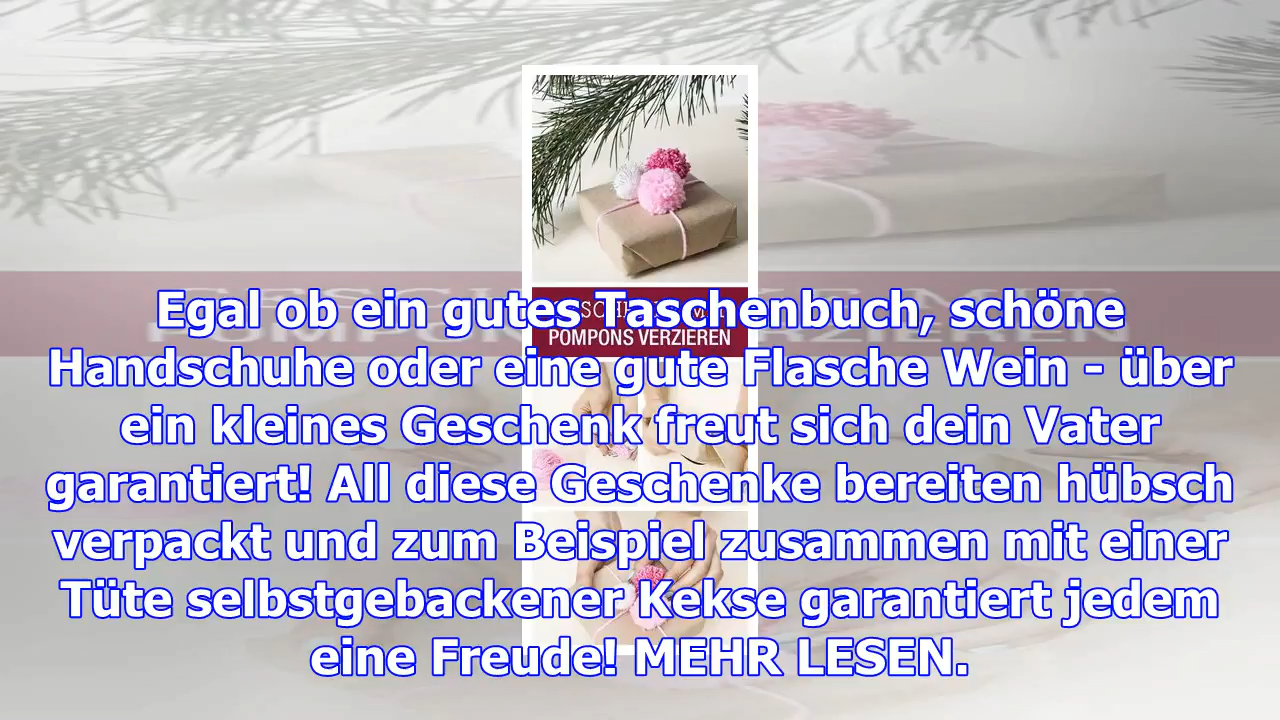 Egal ob ein gutes Taschenbuch, schöne
Handschuhe oder eine gute Flasche Wein - über
ein kleines Geschenk freut sich dein Vater
garantiert! All diese Geschenke bereiten hübsch
verpackt und zum Beispiel zusammen mit einer
Tüte selbstgebackener Kekse garantiert jedem
eine Freude! MEHR LESEN.
POMPONS VERZIEREN